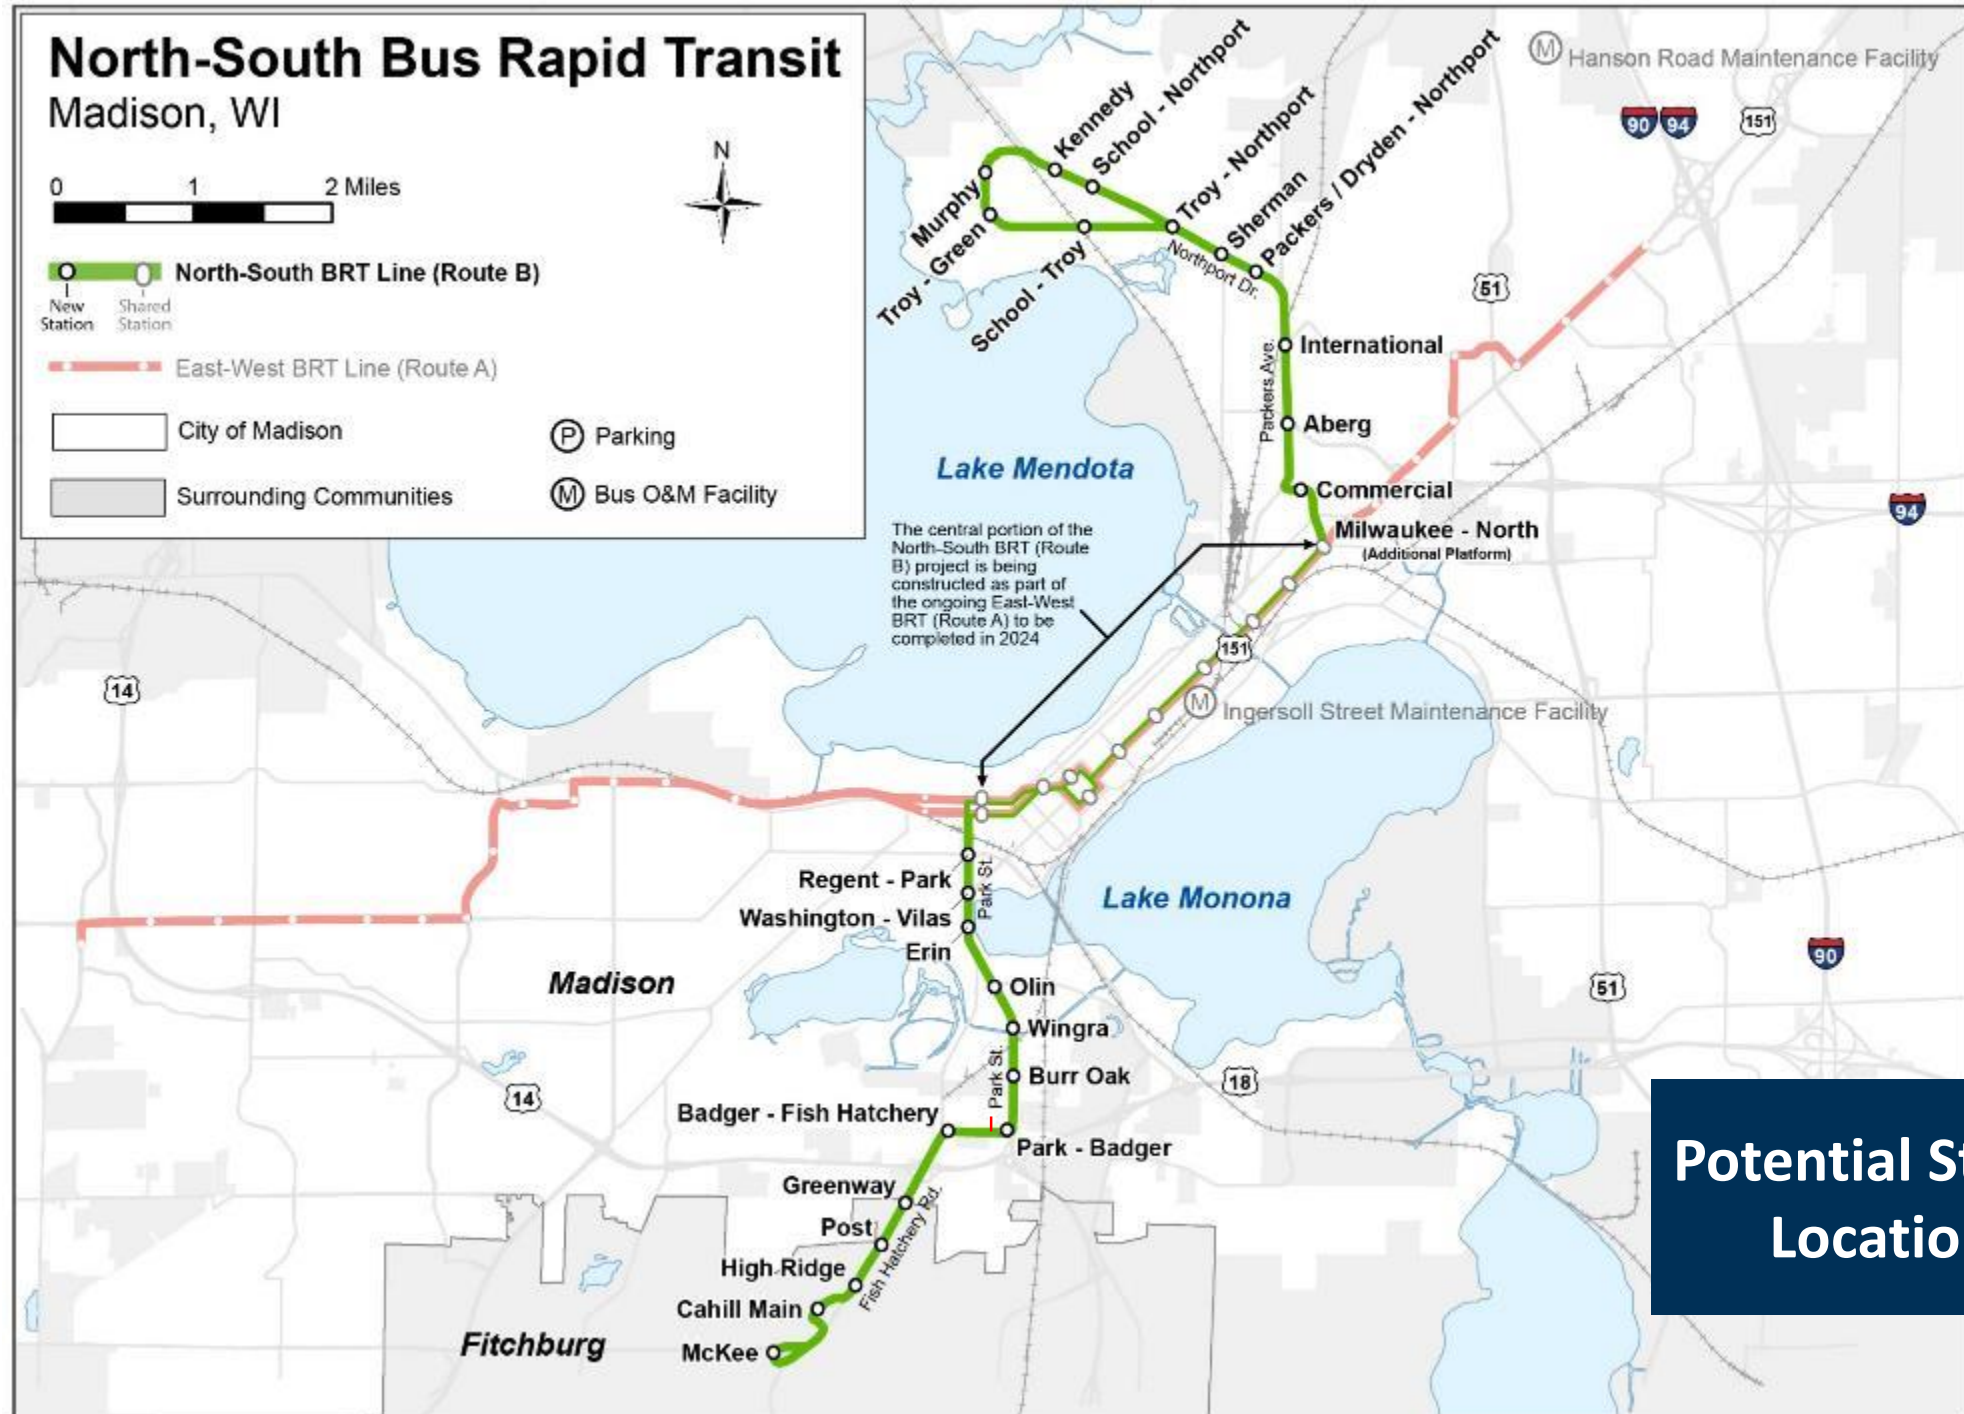 North-South Bus Rapid Transit
Madison, WI
N
0 1 2 Miles
North-South BRT Line (Route B)
New Station
Shared Station
East-West BRT Line (Route A)
City of Madison
P Parking
Surrounding Communities
M Bus O&M Facility
M Hanson Road Maintenance Facility
90 94 151
Kennedy
School - Northport
Troy - Northport
Sherman
Packers / Dryden - Northport
Murphy
Troy - Green
School - Troy
Northport Dr.
51
International
Packers Ave.
Aberg
Lake Mendota
Commercial
94
Milwaukee - North
(Additional Platform)
The central portion of the
North-South BRT (Route
B) project is being
constructed as part of
the ongoing East-West
BRT (Route A) to be
completed in 2024
151
14
M Ingersoll Street Maintenance Facility
Regent - Park
Park St.
Washington - Vilas
Erin
Lake Monona
90
Madison
Olin
51
Wingra
Park St.
Burr Oak
18
14
Badger - Fish Hatchery
Park - Badger
Greenway
Post
Fish Hatchery Rd.
High Ridge
Cahill Main
Fitchburg
McKee
Potential St
Locatio